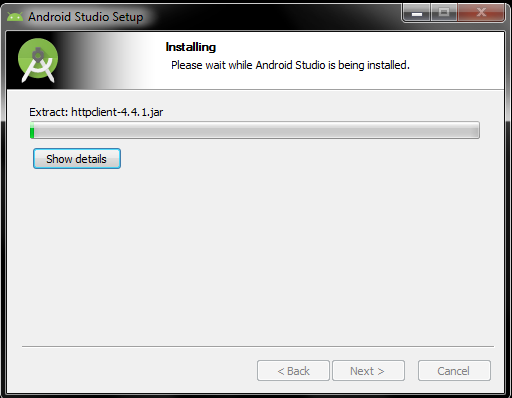 Android Studio Setup
Installing
Please wait while Android Studio is being installed.
Extract: httpclient-4.4.1.jar
Show details
< Back
Next >
Cancel